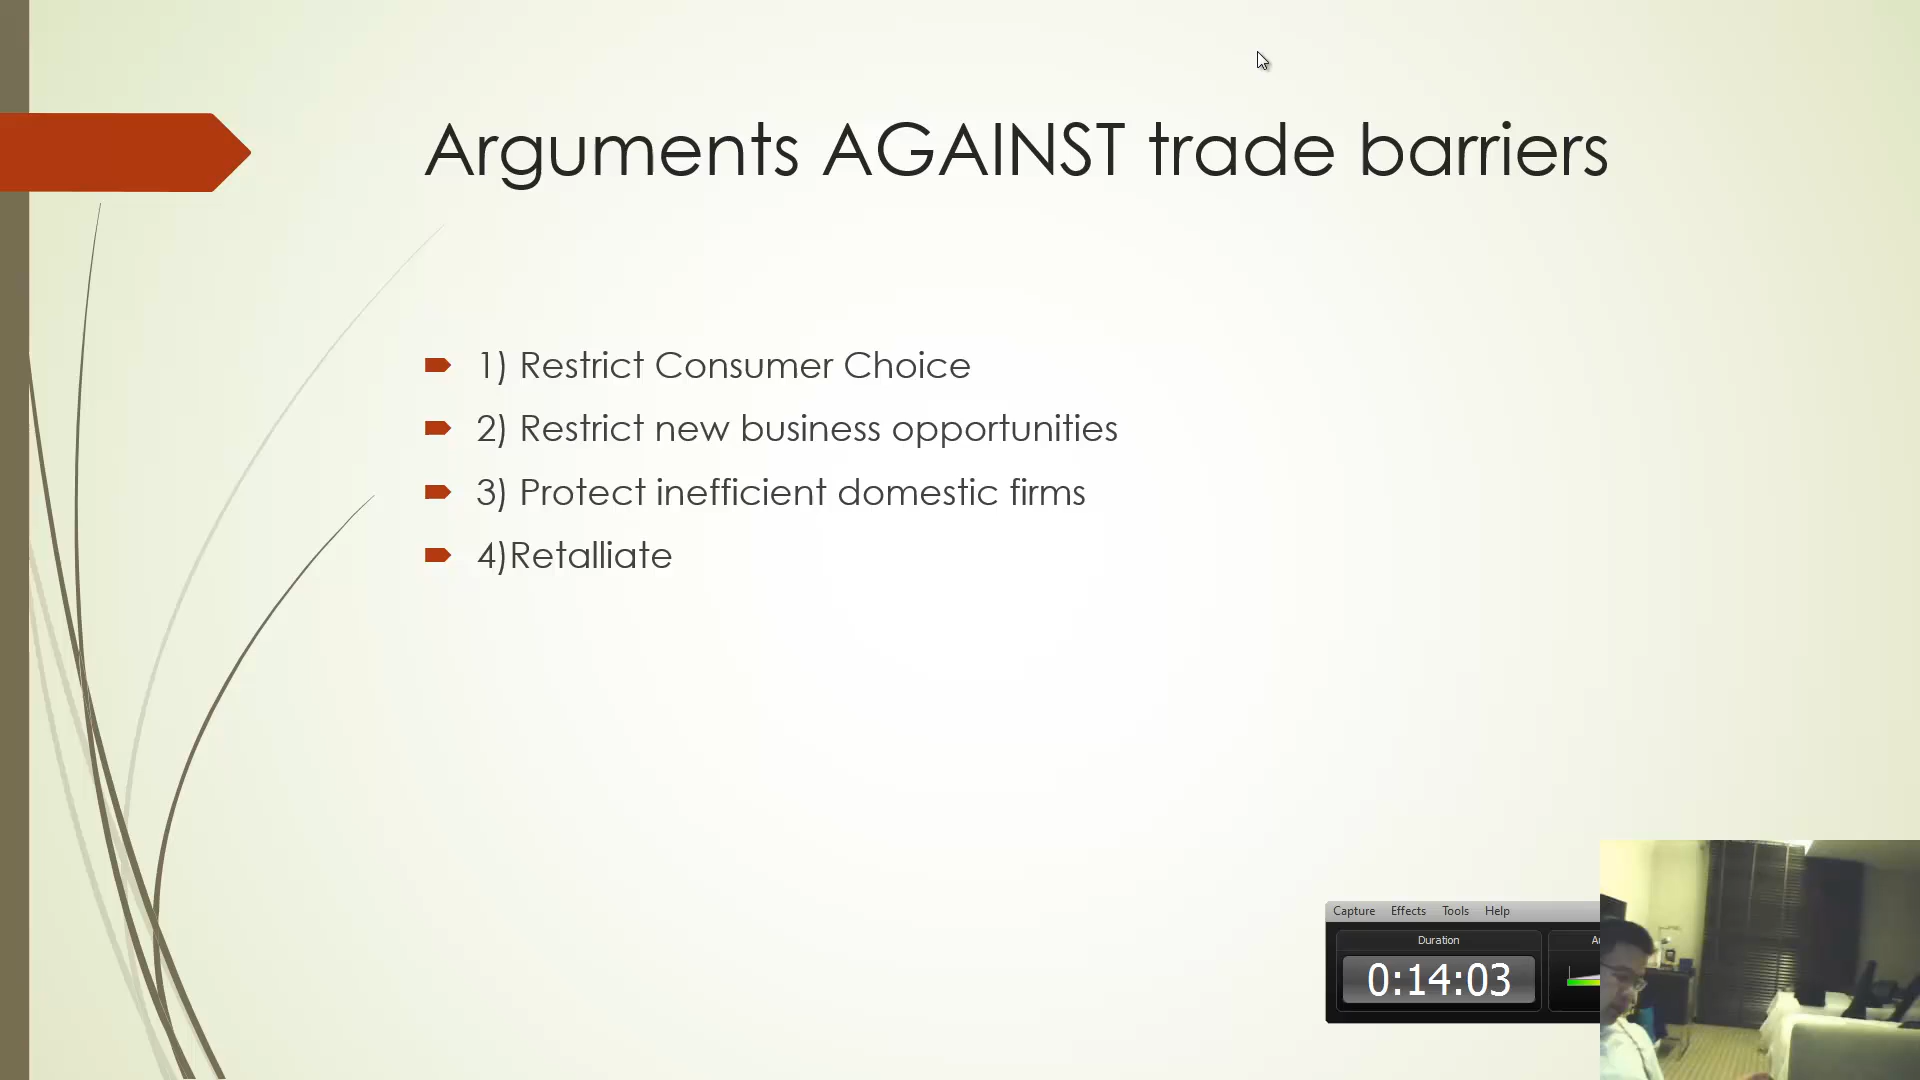 Arguments AGAINST trade barriers
1) Restrict Consumer Choice
2) Restrict new business opportunities
3) Protect inefficient domestic firms
4)Retalliate
Capture Effects Tools Help
Duration
0:14:03